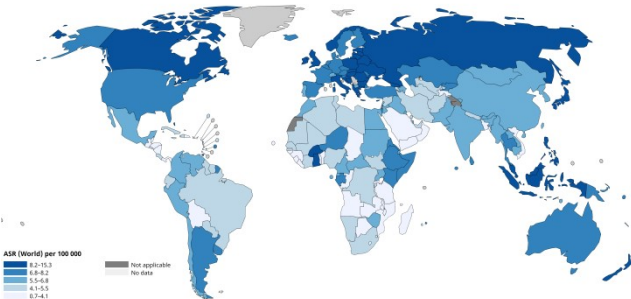 ASR (World) per 100 000
8.2–15.3
6.8–8.2
5.5–6.8
4.1–5.5
0.7–4.1
Not applicable
No data